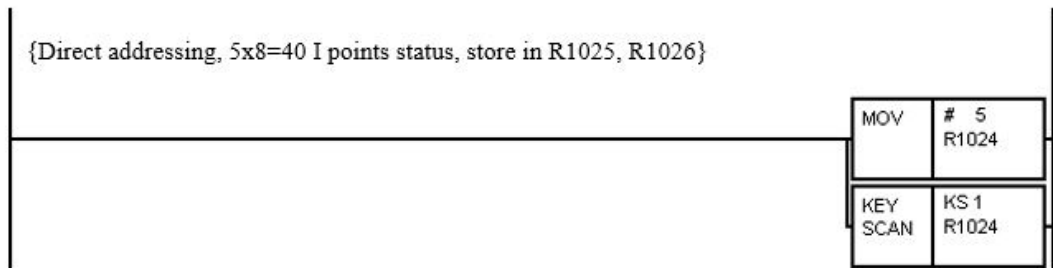 {Direct addressing, 5x8=40 I points status, store in R1025, R1026}
MOV # 5
R1024
KEY KS 1
SCAN R1024